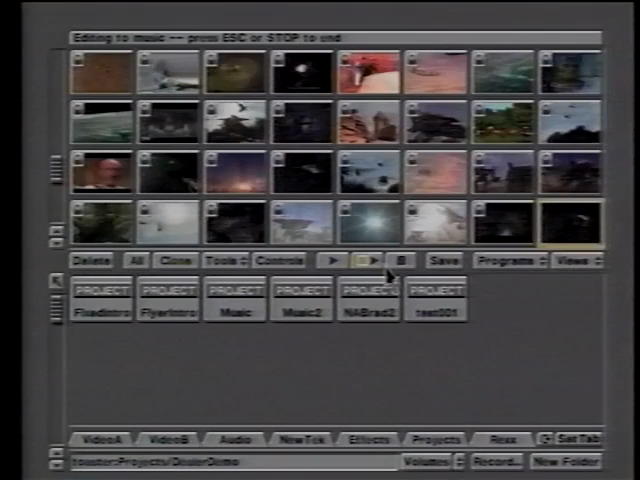 Editing to music -- press ESC or STOP to end
Delete All Clone Tools Controls Save Programs Views
PROJECT PROJECT PROJECT PROJECT PROJECT PROJECT
FlyerIntro Music Music2 NABrad2 test001
VideoA VideoB Audio NewTek Effects Projects Rexx Set Tab
toaster:Projects/DealerDemo Volumes Record... New Folder